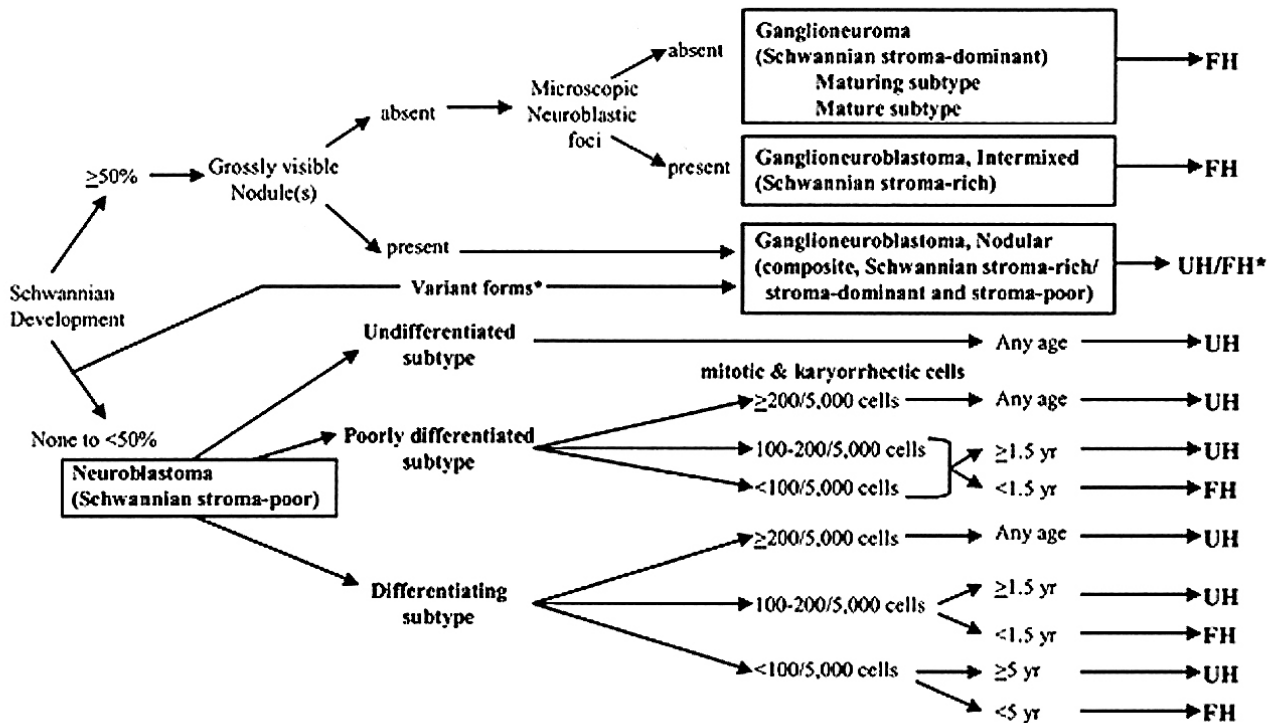 absent
Ganglioneuroma
(Schwannian stroma-dominant)
Maturing subtype
Mature subtype
FH
Microscopic
Neuroblastic
foci
absent
present
Ganglioneuroblastoma, Intermixed
(Schwannian stroma-rich)
FH
≥50%
Grossly visible
Nodule(s)
present
Ganglioneuroblastoma, Nodular
(composite, Schwannian stroma-rich/
stroma-dominant and stroma-poor)
UH/FH*
Variant forms*
Schwannian
Development
Undifferentiated
subtype
Any age
UH
mitotic & karyorrhectic cells
≥200/5,000 cells
Any age
UH
None to <50%
Poorly differentiated
subtype
100-200/5,000 cells
≥1.5 yr
UH
<100/5,000 cells
<1.5 yr
FH
Neuroblastoma
(Schwannian stroma-poor)
≥200/5,000 cells
Any age
UH
Differentiating
subtype
100-200/5,000 cells
≥1.5 yr
UH
<1.5 yr
FH
<100/5,000 cells
≥5 yr
UH
<5 yr
FH